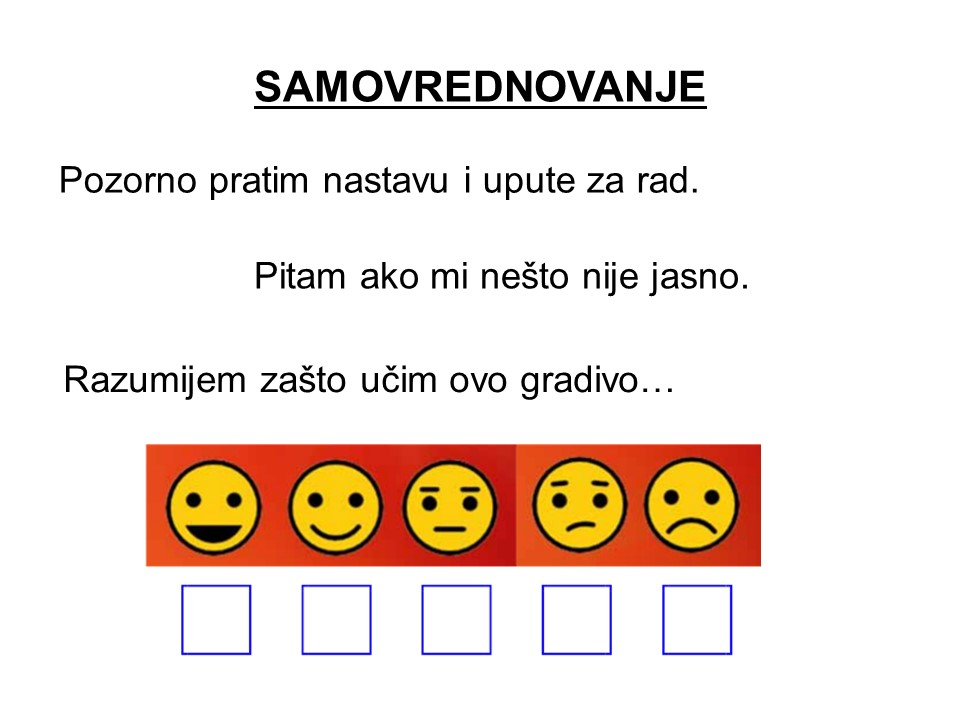 SAMOVREDNOVANJE
Pozorno pratim nastavu i upute za rad.
Pitam ako mi nešto nije jasno.
Razumijem zašto učim ovo gradivo…